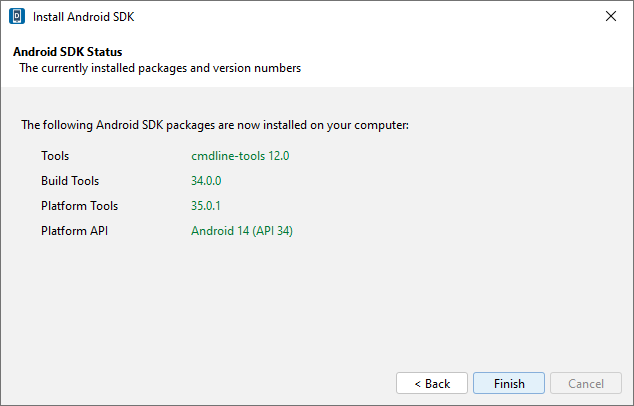 Install Android SDK
Android SDK Status
The currently installed packages and version numbers
The following Android SDK packages are now installed on your computer:
Tools cmdline-tools 12.0
Build Tools 34.0.0
Platform Tools 35.0.1
Platform API Android 14 (API 34)
< Back Finish Cancel